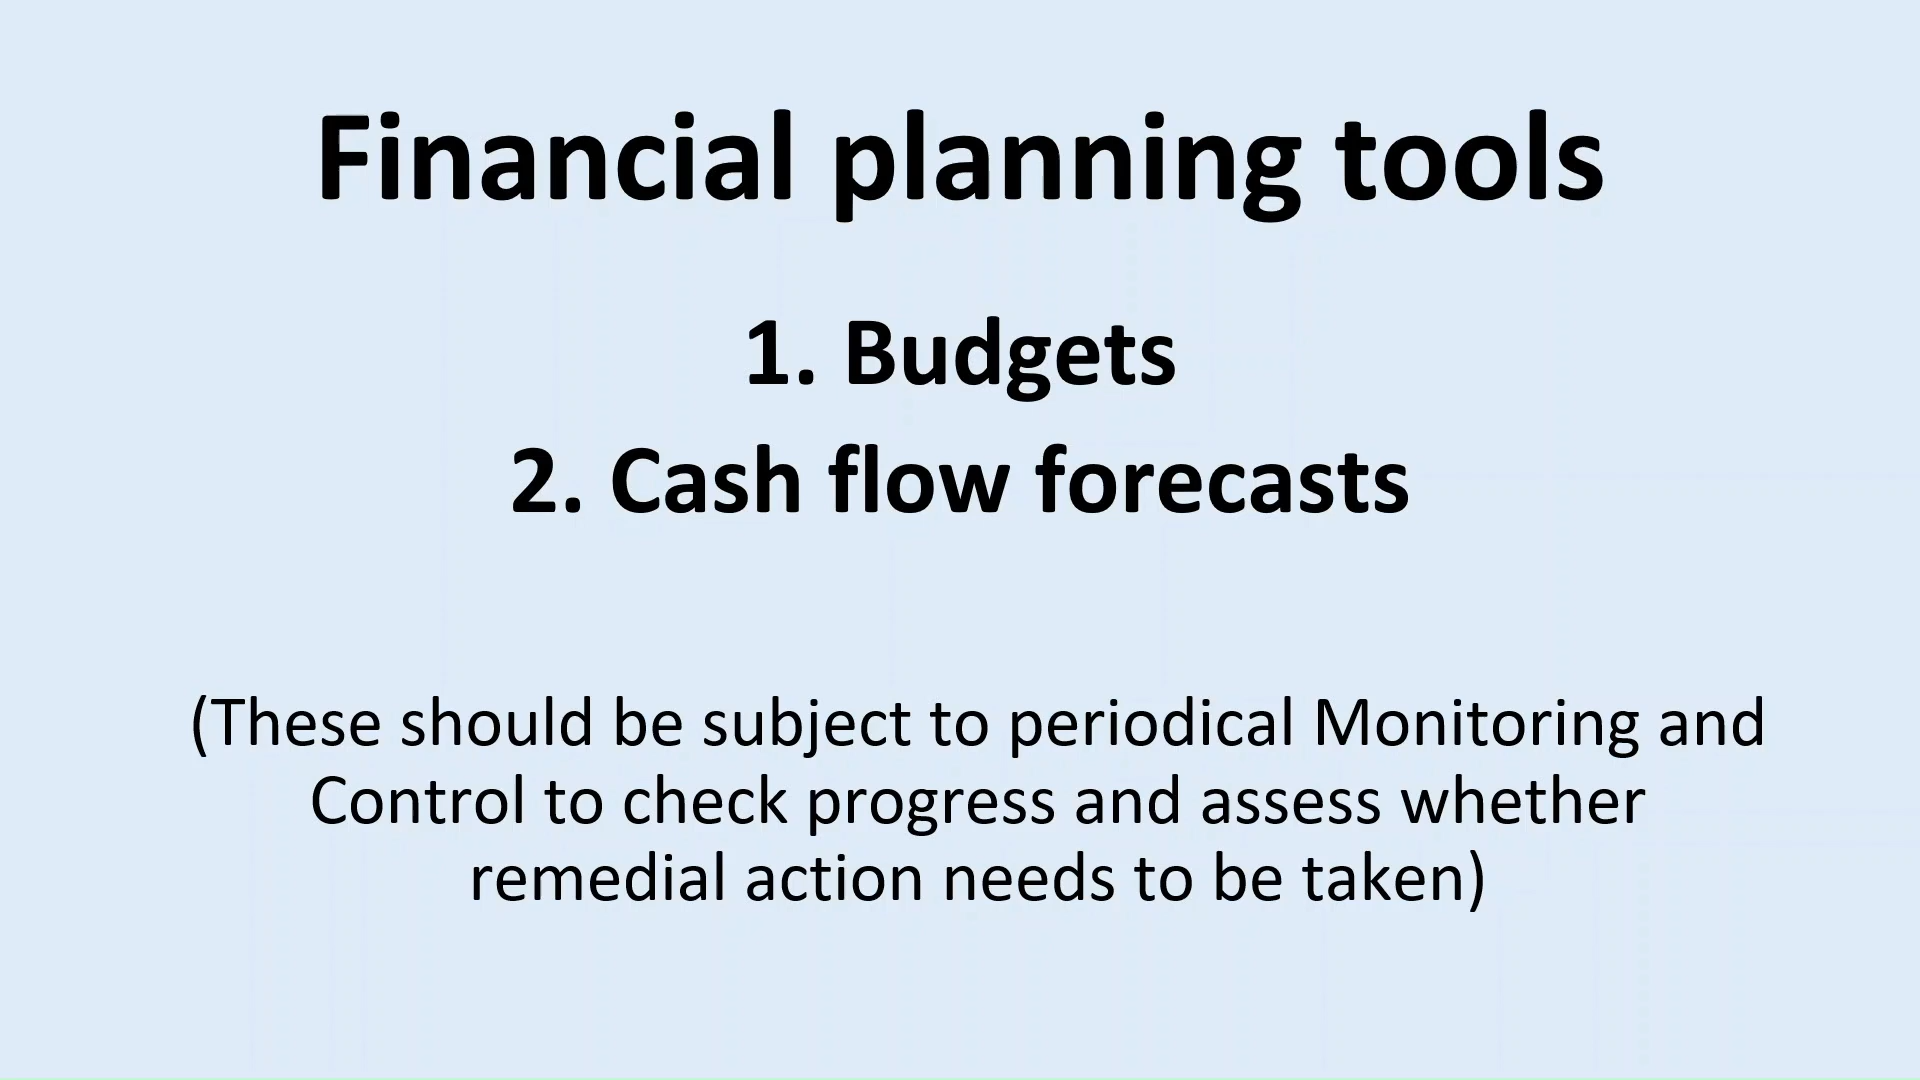 Financial planning tools
1. Budgets
2. Cash flow forecasts
(These should be subject to periodical Monitoring and
Control to check progress and assess whether
remedial action needs to be taken)